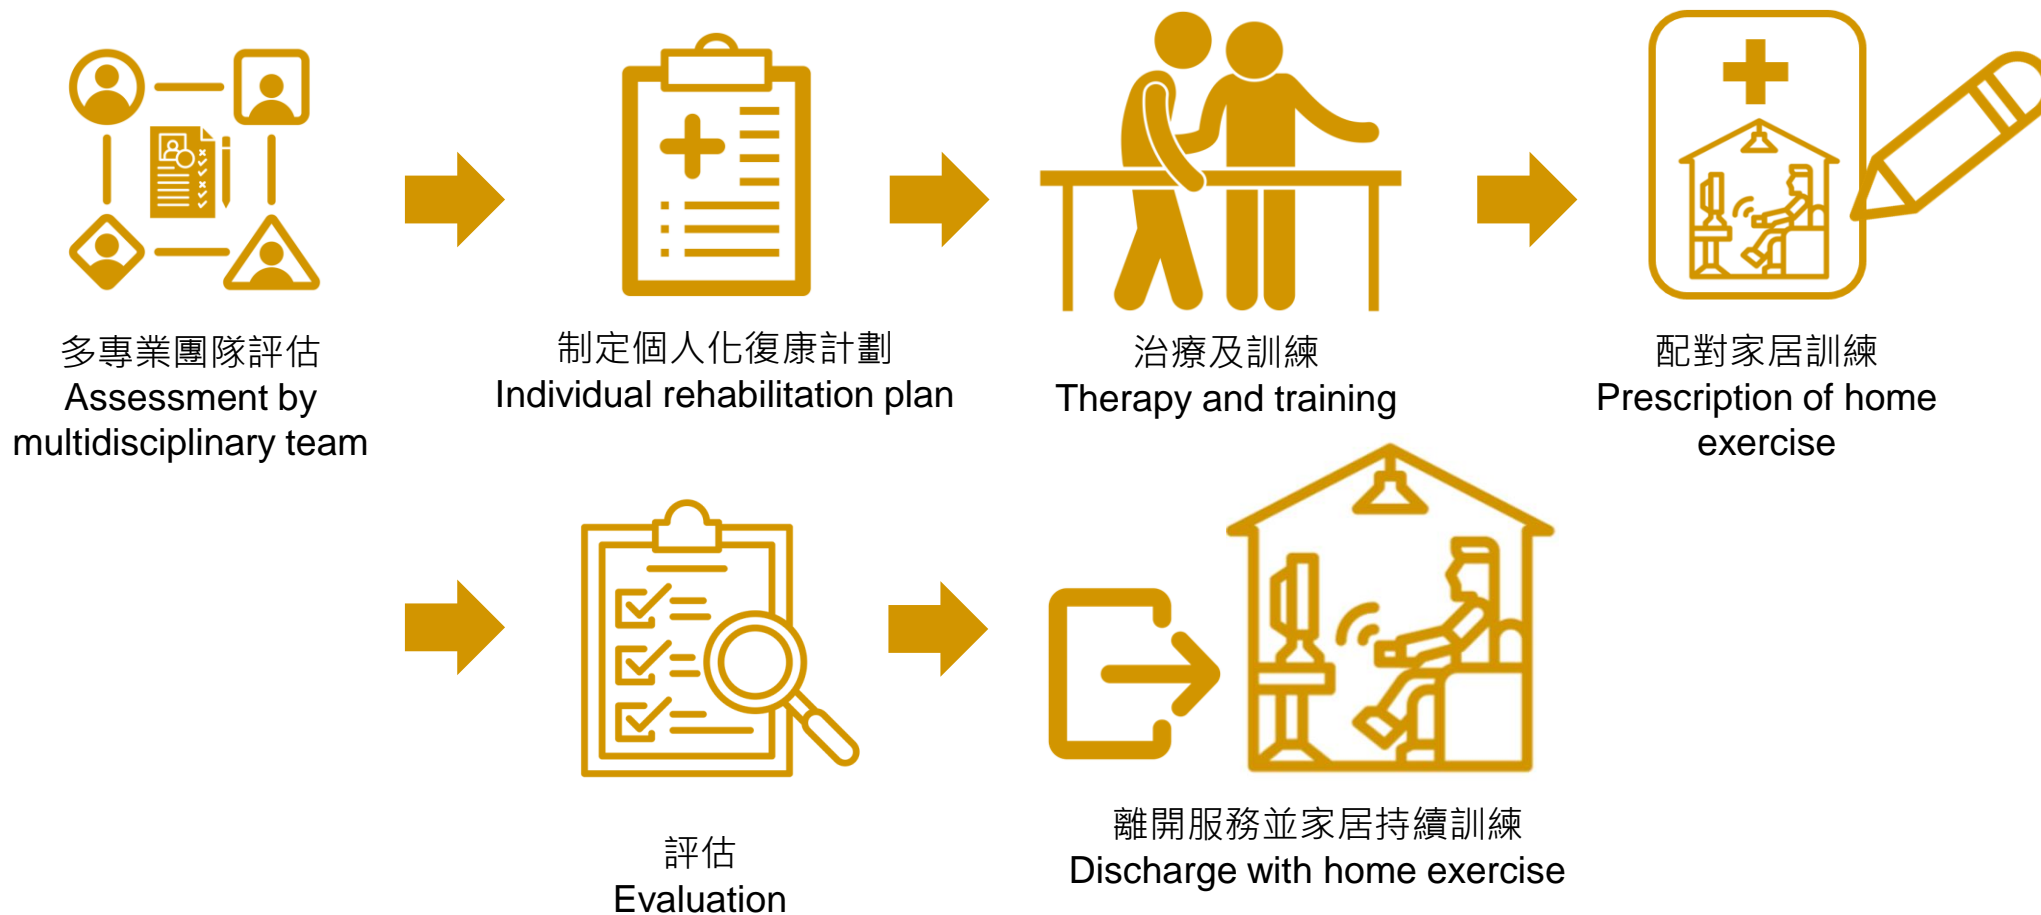 多專業團隊評估
Assessment by
multidisciplinary team
制定個人化復康計劃
Individual rehabilitation plan
治療及訓練
Therapy and training
配對家居訓練
Prescription of home
exercise
評估
Evaluation
離開服務並家居持續訓練
Discharge with home exercise